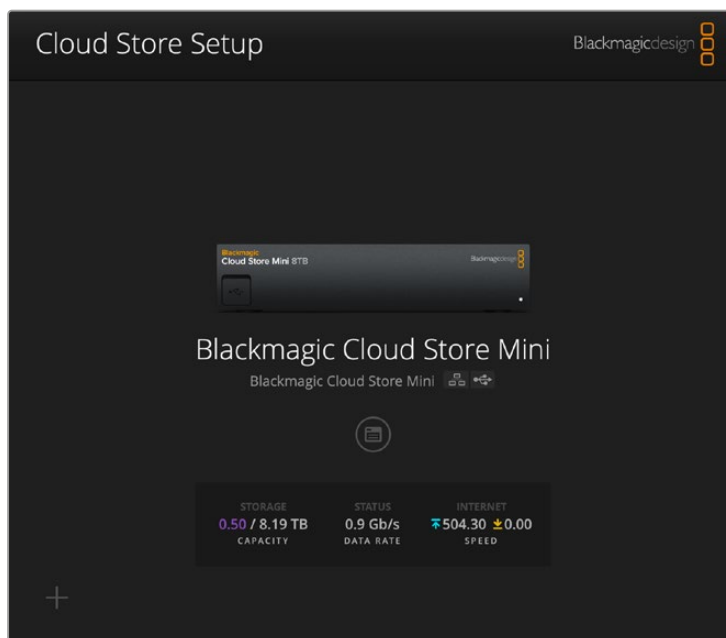 Cloud Store Setup
Blackmagicdesign
Blackmagic
Cloud Store Mini 8TB
Blackmagicdesign
Blackmagic Cloud Store Mini
Blackmagic Cloud Store Mini
STORAGE STATUS INTERNET
0.50 / 8.19 TB 0.9 Gb/s 504.30 0.00
CAPACITY DATA RATE SPEED